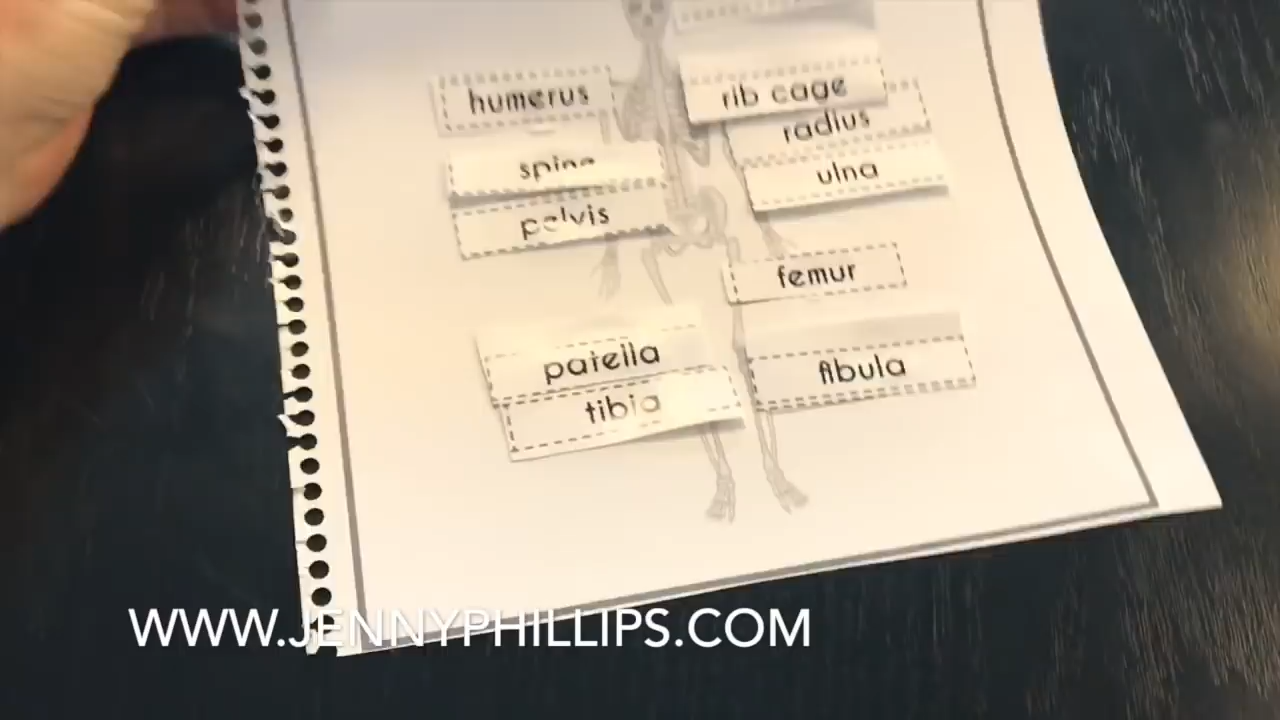 humerus
rib cage
radius
spine
ulna
pelvis
femur
patella
fibula
tibia
WWW.JENNYPHILLIPS.COM